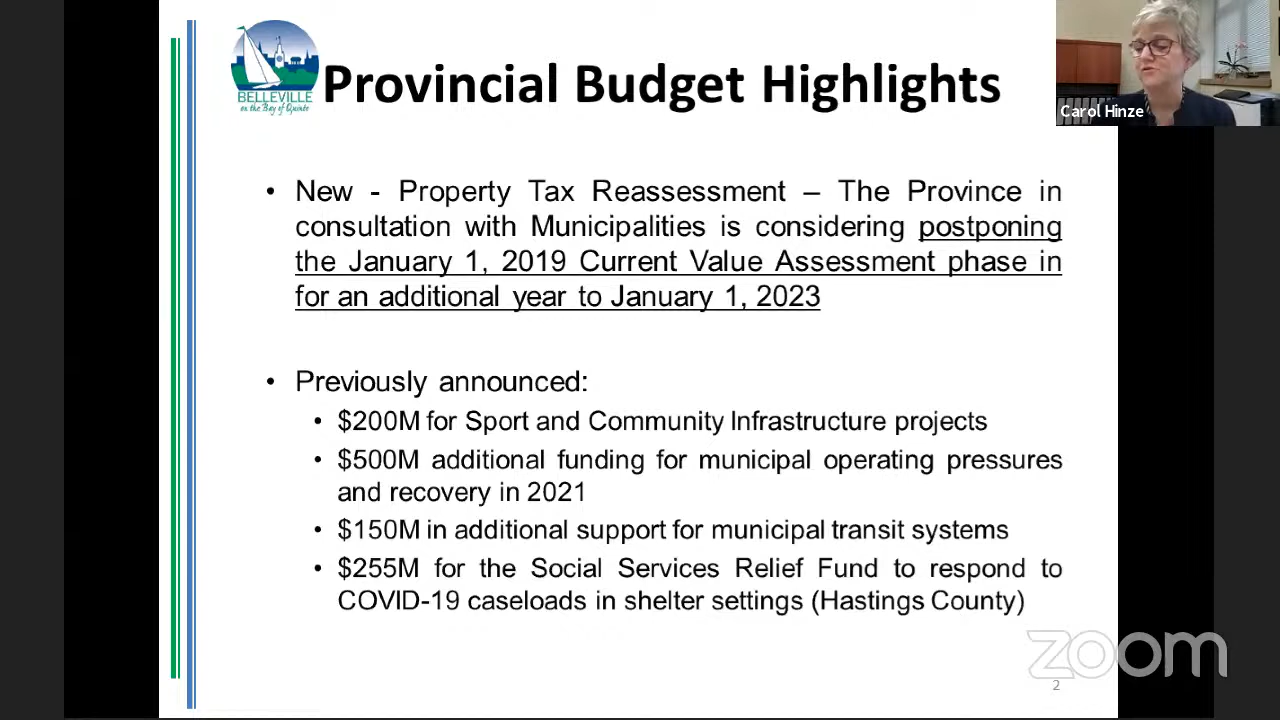 BELLEVILLE
on the Bay of Quinte
Provincial Budget Highlights
Carol Hinze
• New - Property Tax Reassessment – The Province in
consultation with Municipalities is considering postponing
the January 1, 2019 Current Value Assessment phase in
for an additional year to January 1, 2023
• Previously announced:
• $200M for Sport and Community Infrastructure projects
• $500M additional funding for municipal operating pressures
and recovery in 2021
• $150M in additional support for municipal transit systems
• $255M for the Social Services Relief Fund to respond to
COVID-19 caseloads in shelter settings (Hastings County)
zoom
2